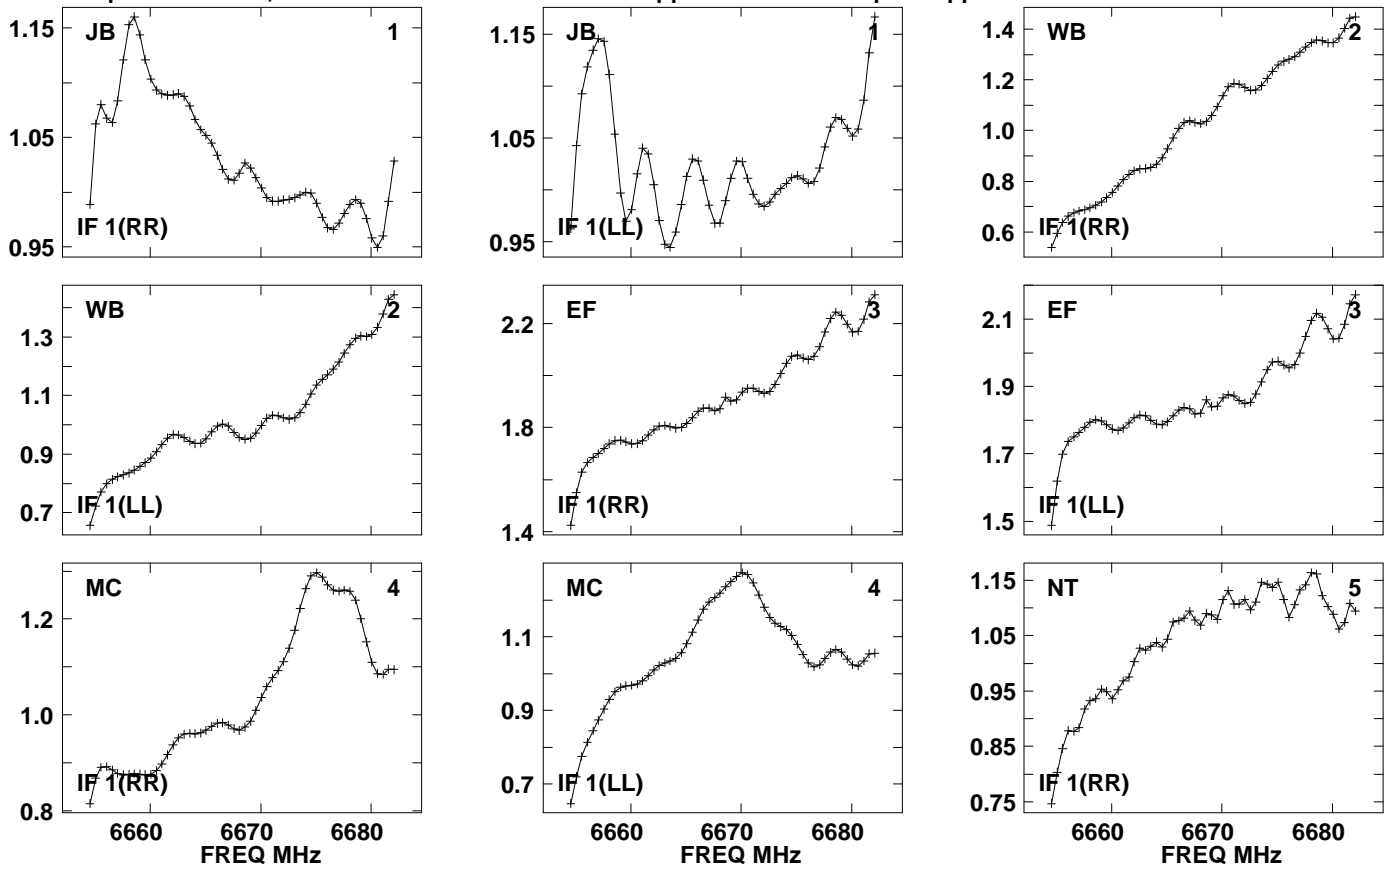 JB 1
1.15
1.05
0.95
IF 1(RR)
JB 1
1.15
1.05
0.95
IF 1(LL)
WB 2
1.4
1.2
1.0
0.8
0.6
IF 1(RR)
WB 2
1.3
1.1
0.9
0.7
IF 1(LL)
EF 3
2.2
1.8
1.4
IF 1(RR)
EF 3
2.1
1.9
1.7
1.5
IF 1(LL)
MC 4
1.2
1.0
0.8
IF 1(RR)
6660 6670 6680
FREQ MHz
MC 4
1.1
0.9
0.7
IF 1(LL)
6660 6670 6680
NT 5
1.15
1.05
0.95
0.85
0.75
IF 1(RR)
6660 6670 6680
FREQ MHz